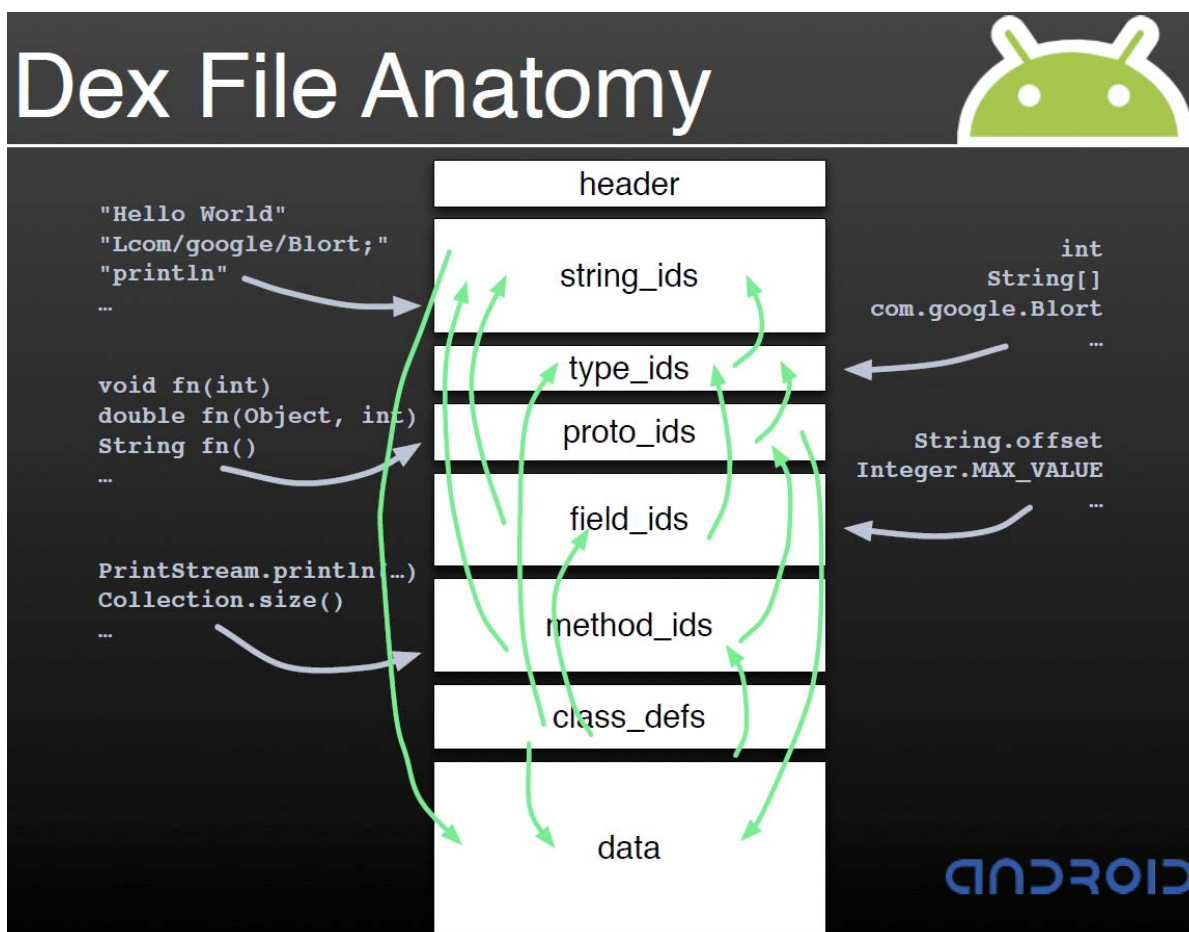 Dex File Anatomy
header
"Hello World"
"Lcom/google/Blort;"
"println"
…
string_ids
int
String[]
com.google.Blort
…
type_ids
void fn(int)
double fn(Object, int)
String fn()
…
proto_ids
String.offset
Integer.MAX_VALUE
…
field_ids
PrintStream.println(…)
Collection.size()
…
method_ids
class_defs
data
ANDROID